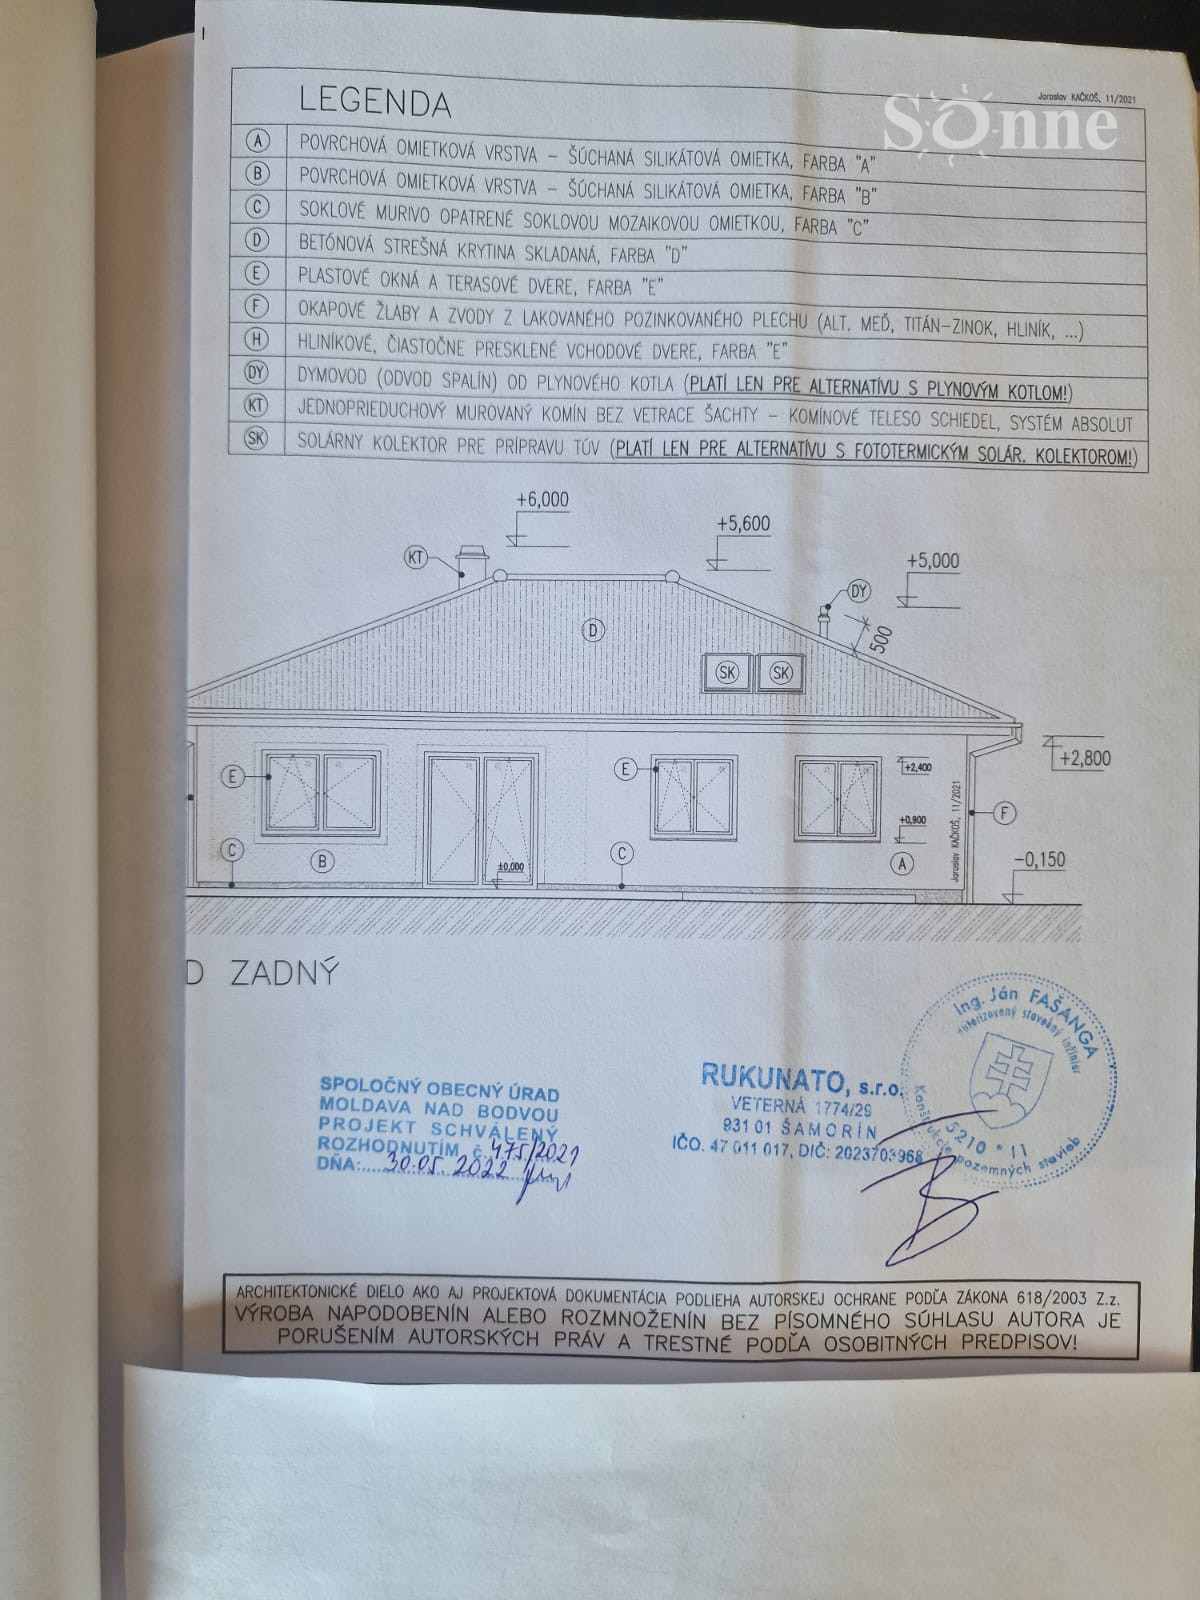 Jaroslav KAČKOŠ, 11/2021
Sonne
LEGENDA
A POVRCHOVÁ OMIETKOVÁ VRSTVA – ŠÚCHANÁ SILIKÁTOVÁ OMIETKA, FARBA "A"
B POVRCHOVÁ OMIETKOVÁ VRSTVA – ŠÚCHANÁ SILIKÁTOVÁ OMIETKA, FARBA "B"
C SOKLOVÉ MURIVO OPATRENÉ SOKLOVOU MOZAIKOVOU OMIETKOU, FARBA "C"
D BETÓNOVÁ STREŠNÁ KRYTINA SKLADANÁ, FARBA "D"
E PLASTOVÉ OKNÁ A TERASOVÉ DVERE, FARBA "E"
F OKAPOVÉ ŽLABY A ZVODY Z LAKOVANÉHO POZINKOVANÉHO PLECHU (ALT. MEĎ, TITÁN-ZINOK, HLINÍK, ...)
H HLINÍKOVÉ, ČIASTOČNE PRESKLENÉ VCHODOVÉ DVERE, FARBA "E"
DY DYMOVOD (ODVOD SPALÍN) OD PLYNOVÉHO KOTLA (PLATÍ LEN PRE ALTERNATÍVU S PLYNOVÝM KOTLOM!)
KT JEDNOPRIEDUCHOVÝ MUROVANÝ KOMÍN BEZ VETRACE ŠACHTY – KOMÍNOVÉ TELESO SCHIEDEL, SYSTÉM ABSOLUT
SK SOLÁRNY KOLEKTOR PRE PRÍPRAVU TÚV (PLATÍ LEN PRE ALTERNATÍVU S FOTOTERMICKÝM SOLÁR. KOLEKTOROM!)
+6,000
+5,600
+5,000
KT
DY
D
500
SK SK
+2,800
E
E
+2,400
+0,900
Jaroslav KAČKOŠ, 11/2021
F
C
B
C
A
±0,000
-0,150
D ZADNÝ
Ing. Ján FAŠANGA
autorizovaný stavebný inžinier
5210 * I1
Konštrukcie pozemných stavieb
SPOLOČNÝ OBECNÝ ÚRAD
MOLDAVA NAD BODVOU
PROJEKT SCHVÁLENÝ
ROZHODNUTÍM č. 475/2021
DŇA: 30.05.2022
RUKUNATO, s.r.o.
VETERNÁ 1774/29
931 01 ŠAMORÍN
IČO. 47 011 017, DIČ: 2023703968
ARCHITEKTONICKÉ DIELO AKO AJ PROJEKTOVÁ DOKUMENTÁCIA PODLIEHA AUTORSKEJ OCHRANE PODĽA ZÁKONA 618/2003 Z.z.
VÝROBA NAPODOBENÍN ALEBO ROZMNOŽENÍN BEZ PÍSOMNÉHO SÚHLASU AUTORA JE
PORUŠENÍM AUTORSKÝCH PRÁV A TRESTNÉ PODĽA OSOBITNÝCH PREDPISOV!